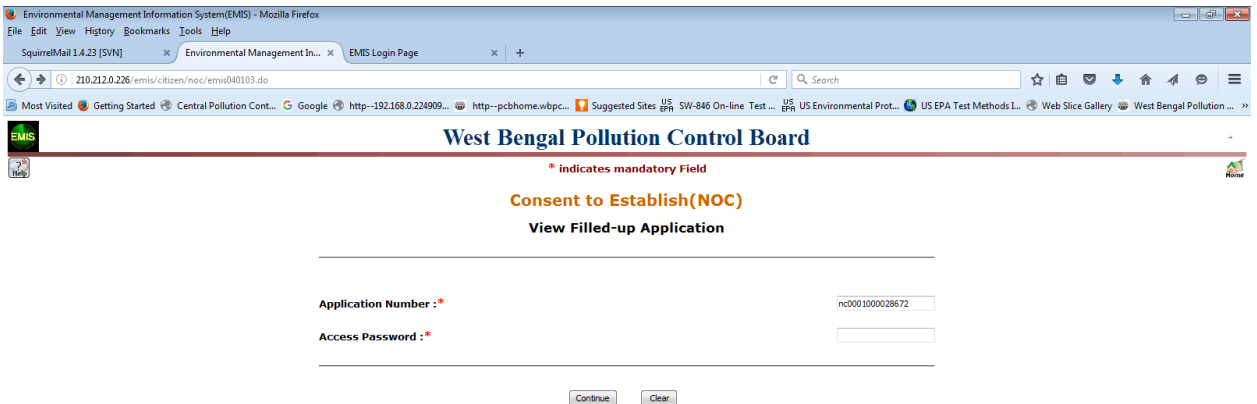 Environmental Management Information System(EMIS) - Mozilla Firefox
File Edit View History Bookmarks Tools Help
SquirrelMail 1.4.23 [SVN] × Environmental Management In... × EMIS Login Page × +
210.212.0.226/emis/citizen/noc/emis040103.do Search
Most Visited Getting Started Central Pollution Cont... Google http--192.168.0.224909... http--pcbhome.wbpc... Suggested Sites US EPA SW-846 On-line Test ... US EPA US Environmental Prot... US EPA Test Methods I... Web Slice Gallery West Bengal Pollution ... »
EMIS West Bengal Pollution Control Board
? Help * indicates mandatory Field Home
Consent to Establish(NOC)
View Filled-up Application
Application Number :* nc0001000028672
Access Password :*
Continue Clear